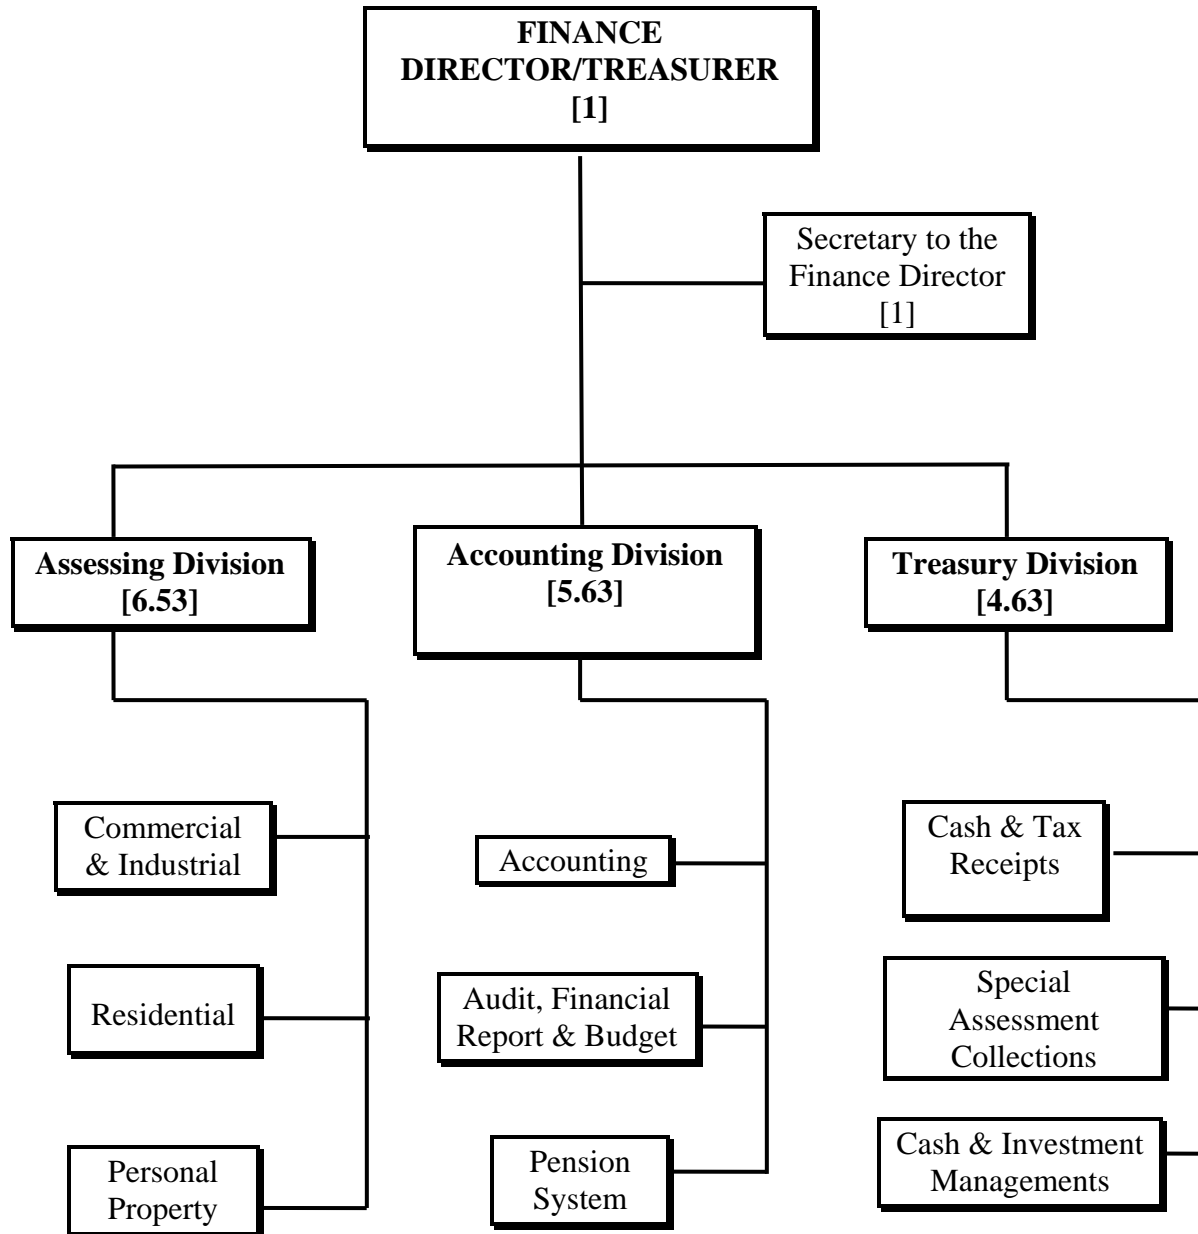 FINANCE
DIRECTOR/TREASURER
[1]
Secretary to the
Finance Director
[1]
Assessing Division
[6.53]
Accounting Division
[5.63]
Treasury Division
[4.63]
Commercial
& Industrial
Residential
Personal
Property
Accounting
Audit, Financial
Report & Budget
Pension
System
Cash & Tax
Receipts
Special
Assessment
Collections
Cash & Investment
Managements